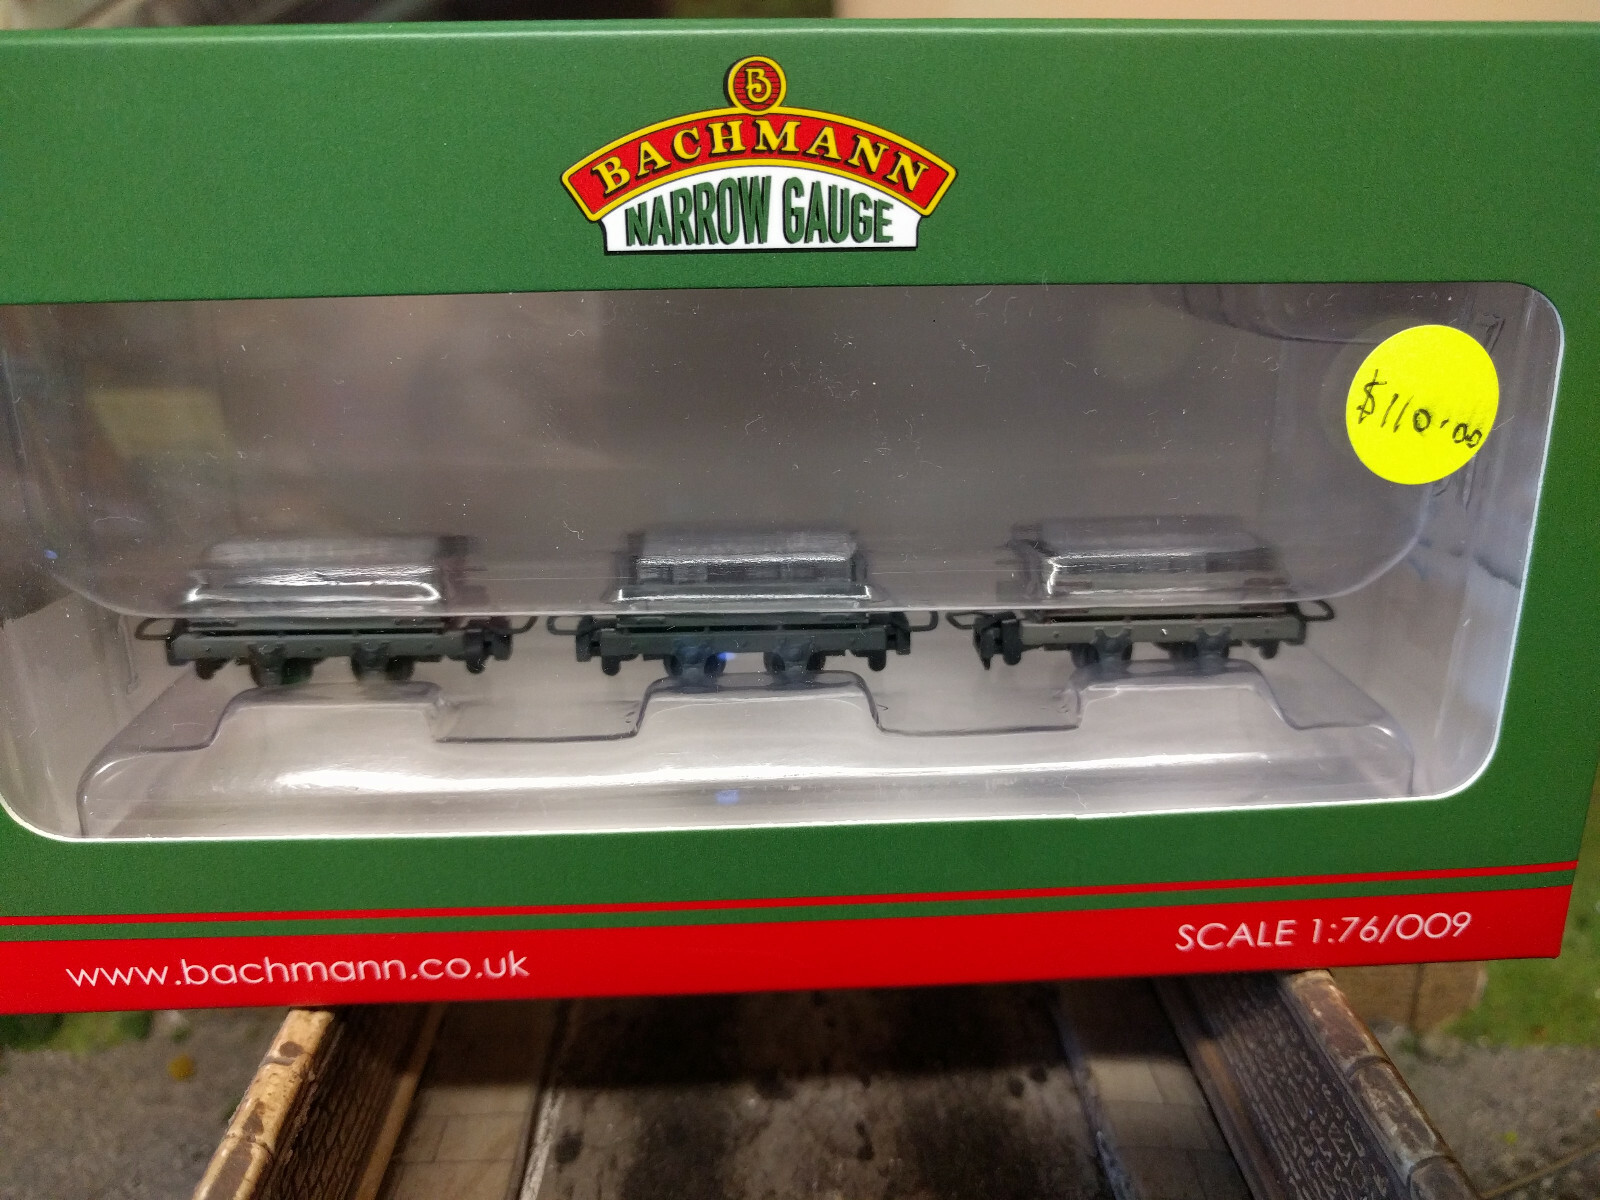 B
BACHMANN
NARROW GAUGE
$110.00
SCALE 1:76/009
www.bachmann.co.uk